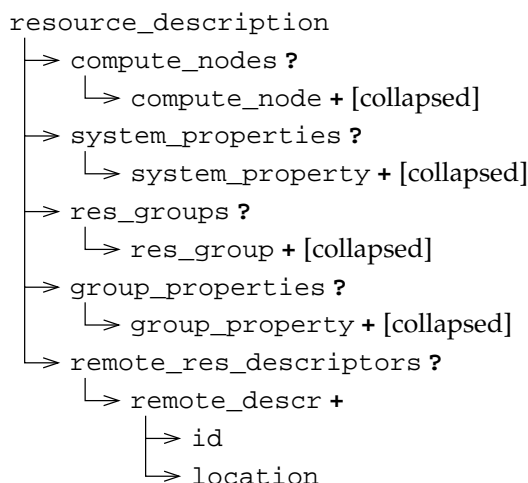 resource_description
compute_nodes ?
compute_node + [collapsed]
system_properties ?
system_property + [collapsed]
res_groups ?
res_group + [collapsed]
group_properties ?
group_property + [collapsed]
remote_res_descriptors ?
remote_descr +
id
location